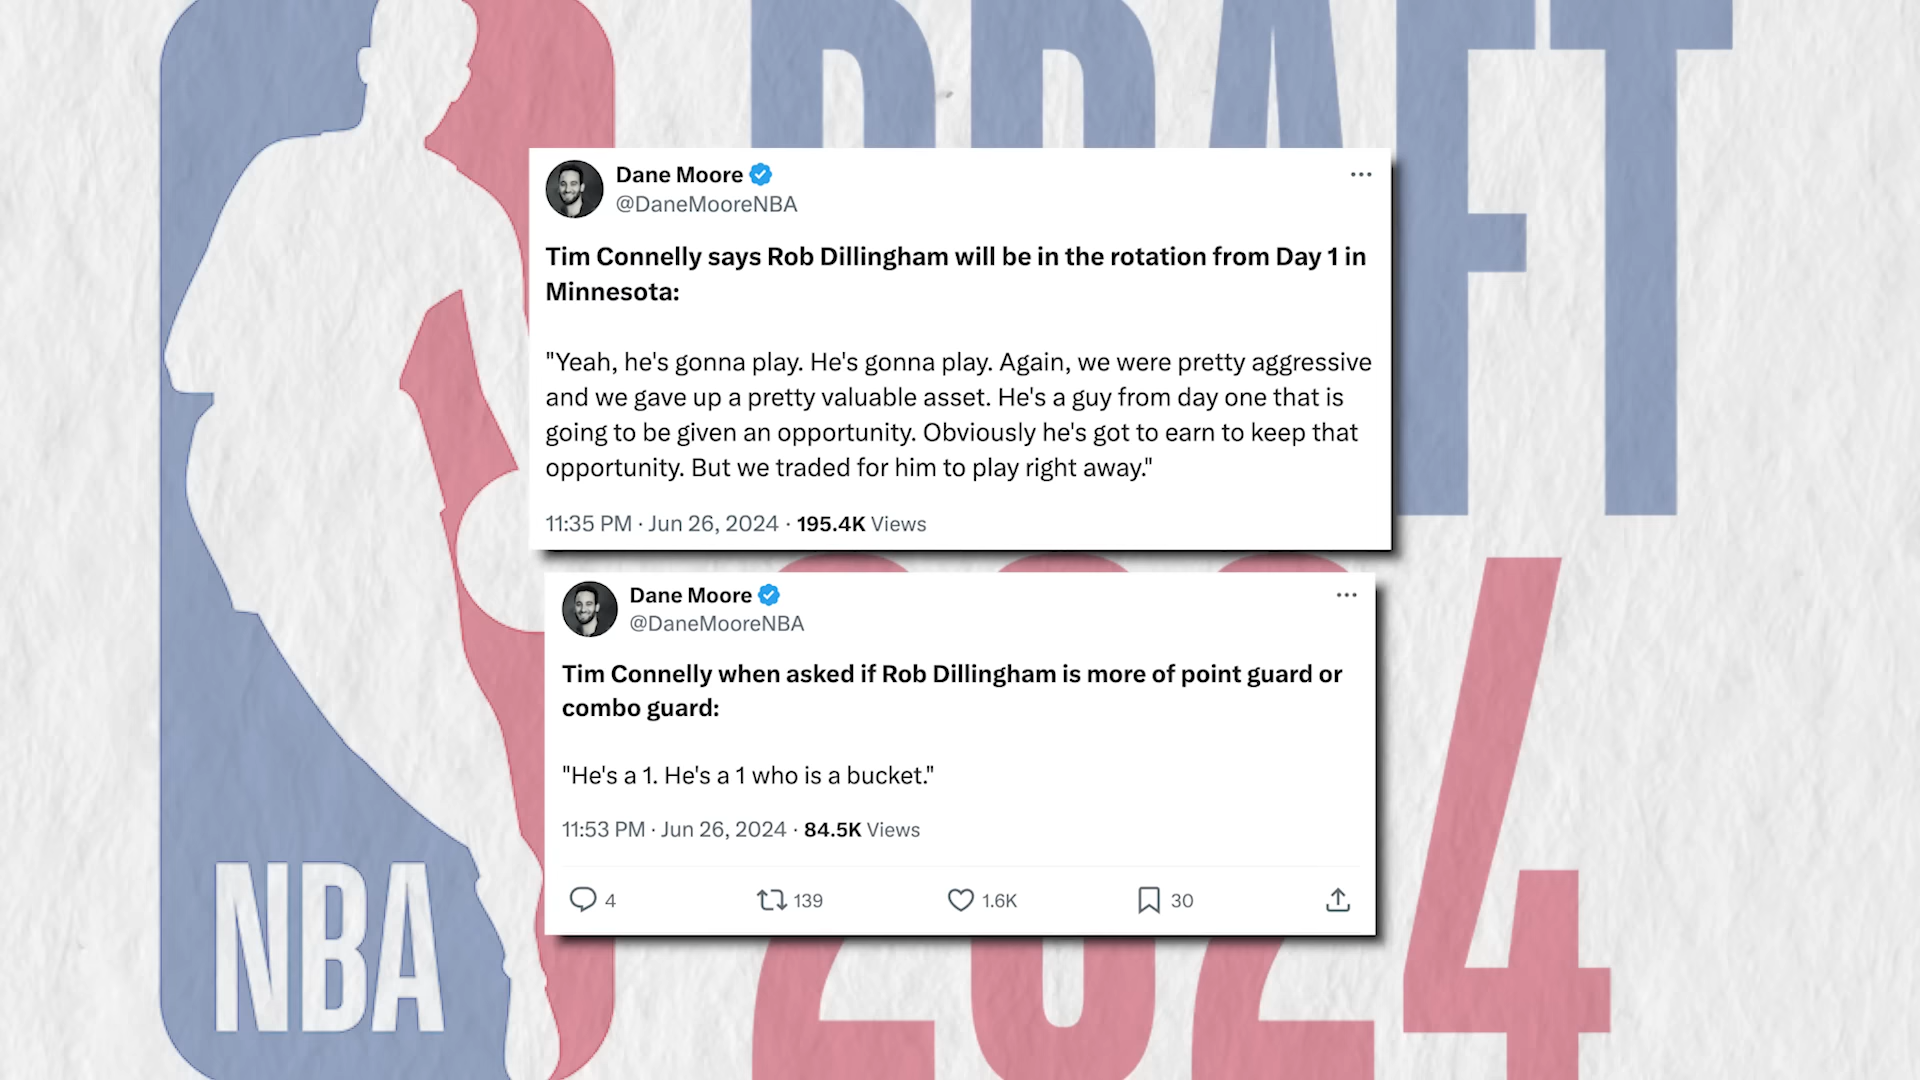 DRAFT
Dane Moore
@DaneMooreNBA
Tim Connelly says Rob Dillingham will be in the rotation from Day 1 in
Minnesota:
"Yeah, he's gonna play. He's gonna play. Again, we were pretty aggressive
and we gave up a pretty valuable asset. He's a guy from day one that is
going to be given an opportunity. Obviously he's got to earn to keep that
opportunity. But we traded for him to play right away."
11:35 PM · Jun 26, 2024 · 195.4K Views
2024
Dane Moore
@DaneMooreNBA
Tim Connelly when asked if Rob Dillingham is more of point guard or
combo guard:
"He's a 1. He's a 1 who is a bucket."
11:53 PM · Jun 26, 2024 · 84.5K Views
4 139 1.6K 30
NBA